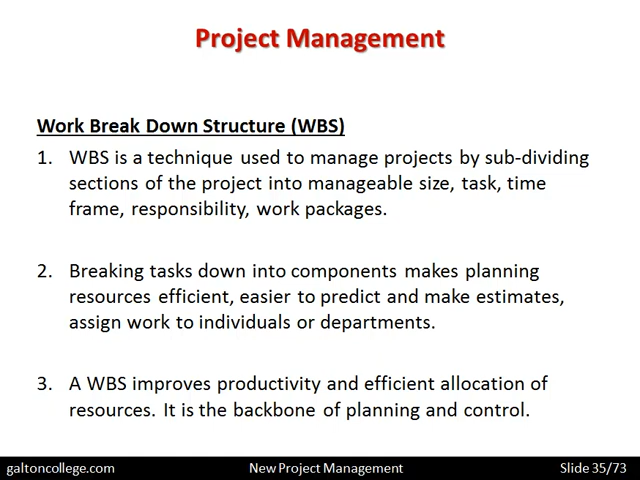 Project Management
Work Break Down Structure (WBS)
1. WBS is a technique used to manage projects by sub-dividing
sections of the project into manageable size, task, time
frame, responsibility, work packages.
2. Breaking tasks down into components makes planning
resources efficient, easier to predict and make estimates,
assign work to individuals or departments.
3. A WBS improves productivity and efficient allocation of
resources. It is the backbone of planning and control.
galtoncollege.com New Project Management Slide 35/73